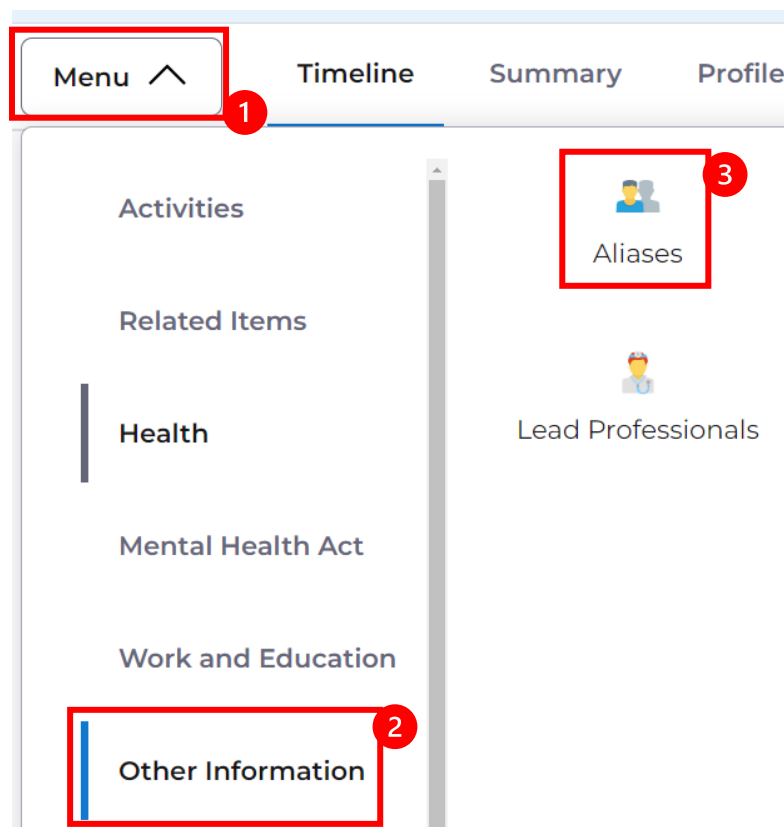 Menu Timeline Summary Profile
1
Activities
3
Aliases
Related Items
Health
Lead Professionals
Mental Health Act
Work and Education
2
Other Information